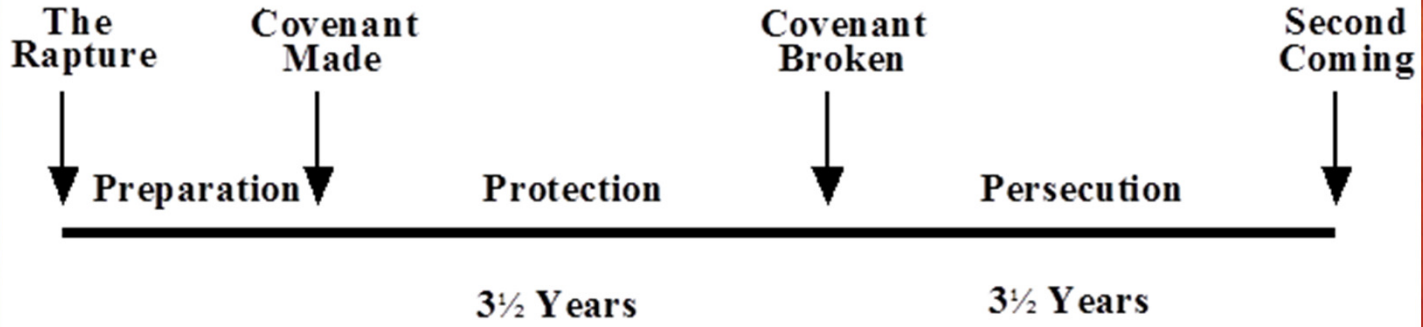 The
Rapture
Covenant
Made
Covenant
Broken
Second
Coming
Preparation
Protection
Persecution
3½ Years
3½ Years